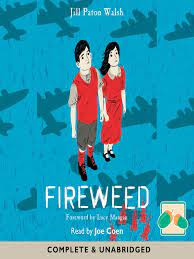 Jill Paton Walsh
FIREWEED
Foreword by Lucy Mangan
Read by Joe Coen
COMPLETE & UNABRIDGED